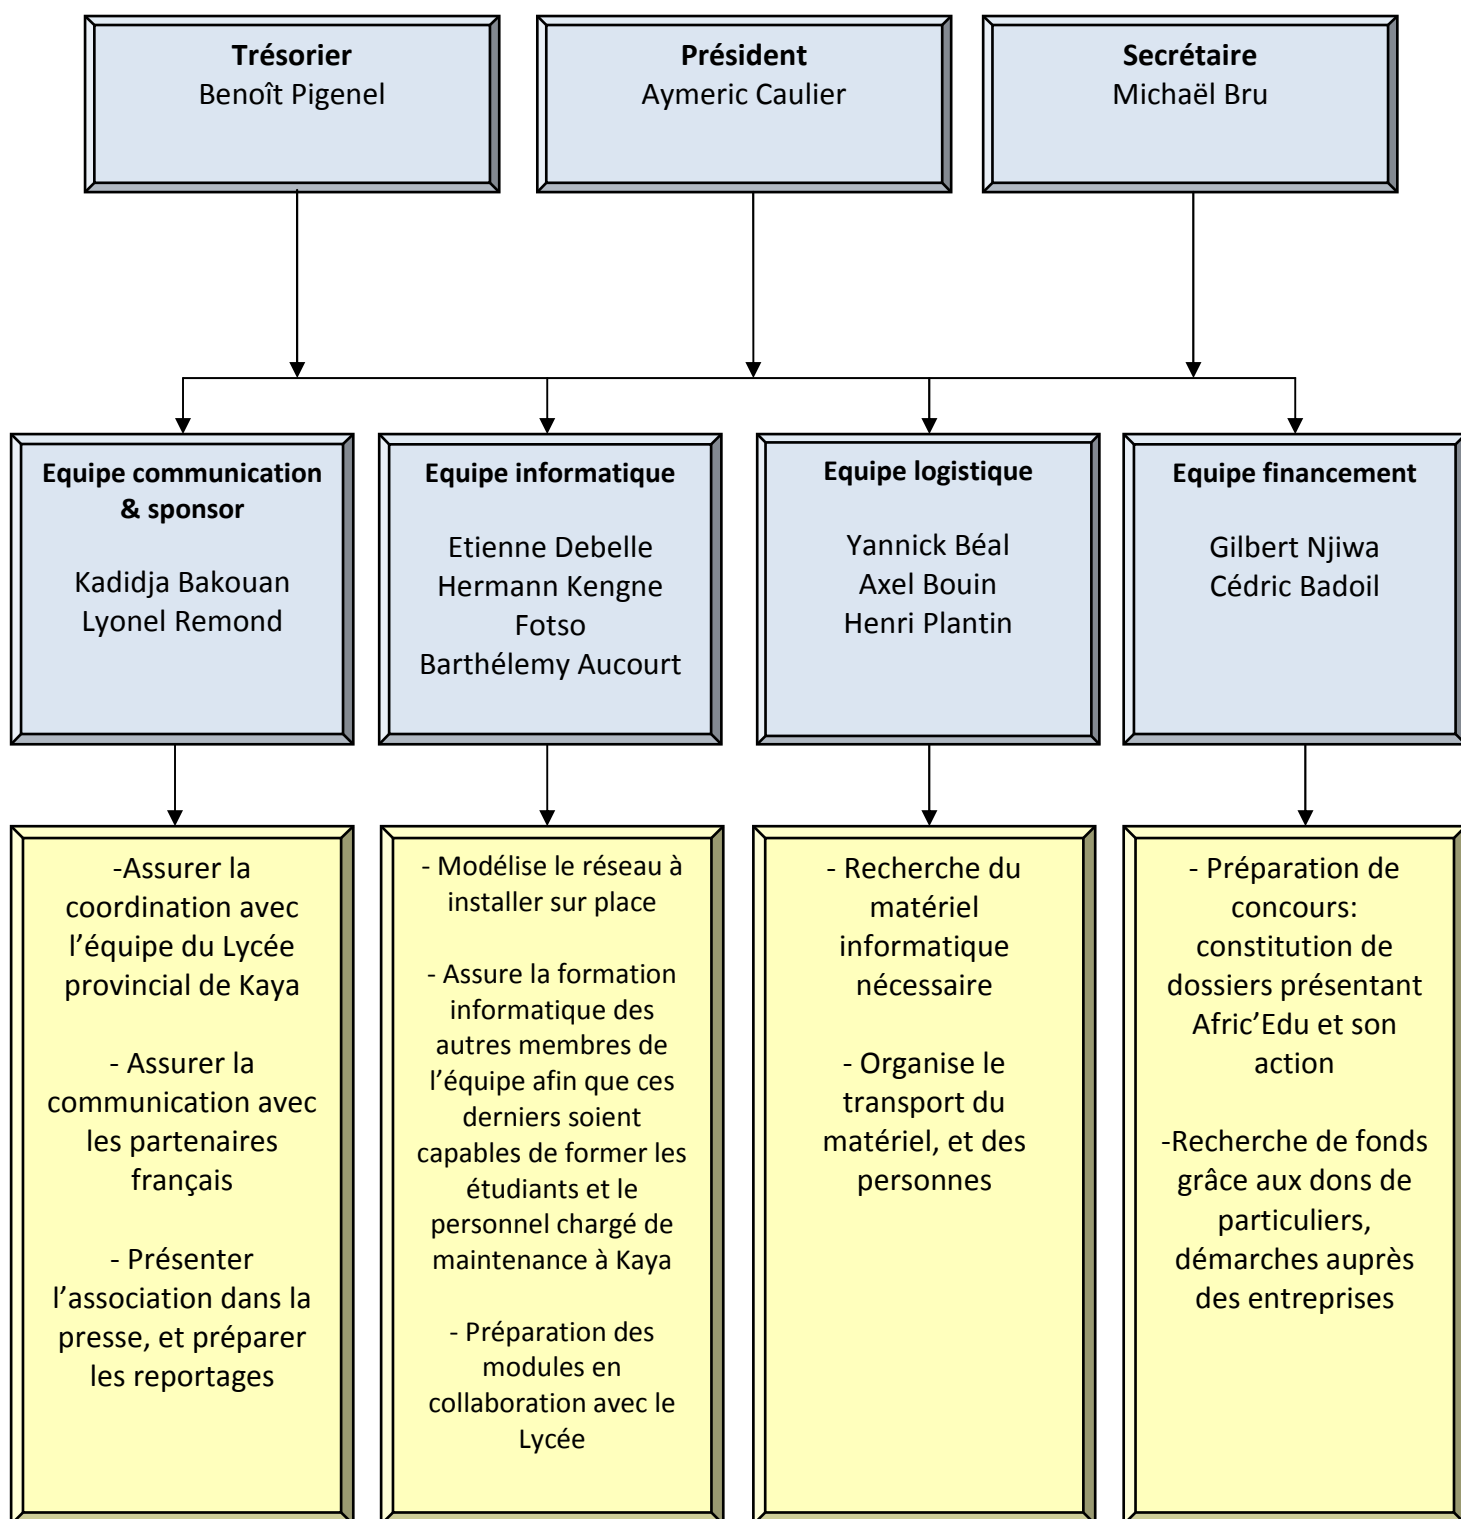 Trésorier
Benoît Pigenel
Président
Aymeric Caulier
Secrétaire
Michaël Bru
Equipe communication
& sponsor
Kadidja Bakouan
Lyonel Remond
Equipe informatique
Etienne Debelle
Hermann Kengne
Fotso
Barthélemy Aucourt
Equipe logistique
Yannick Béal
Axel Bouin
Henri Plantin
Equipe financement
Gilbert Njiwa
Cédric Badoil
-Assurer la
coordination avec
l’équipe du Lycée
provincial de Kaya
- Assurer la
communication avec
les partenaires
français
- Présenter
l’association dans la
presse, et préparer
les reportages
- Modélise le réseau à
installer sur place
- Assure la formation
informatique des
autres membres de
l’équipe afin que ces
derniers soient
capables de former les
étudiants et le
personnel chargé de
maintenance à Kaya
- Préparation des
modules en
collaboration avec le
Lycée
- Recherche du
matériel
informatique
nécessaire
- Organise le
transport du
matériel, et des
personnes
- Préparation de
concours:
constitution de
dossiers présentant
Afric’Edu et son
action
-Recherche de fonds
grâce aux dons de
particuliers,
démarches auprès
des entreprises